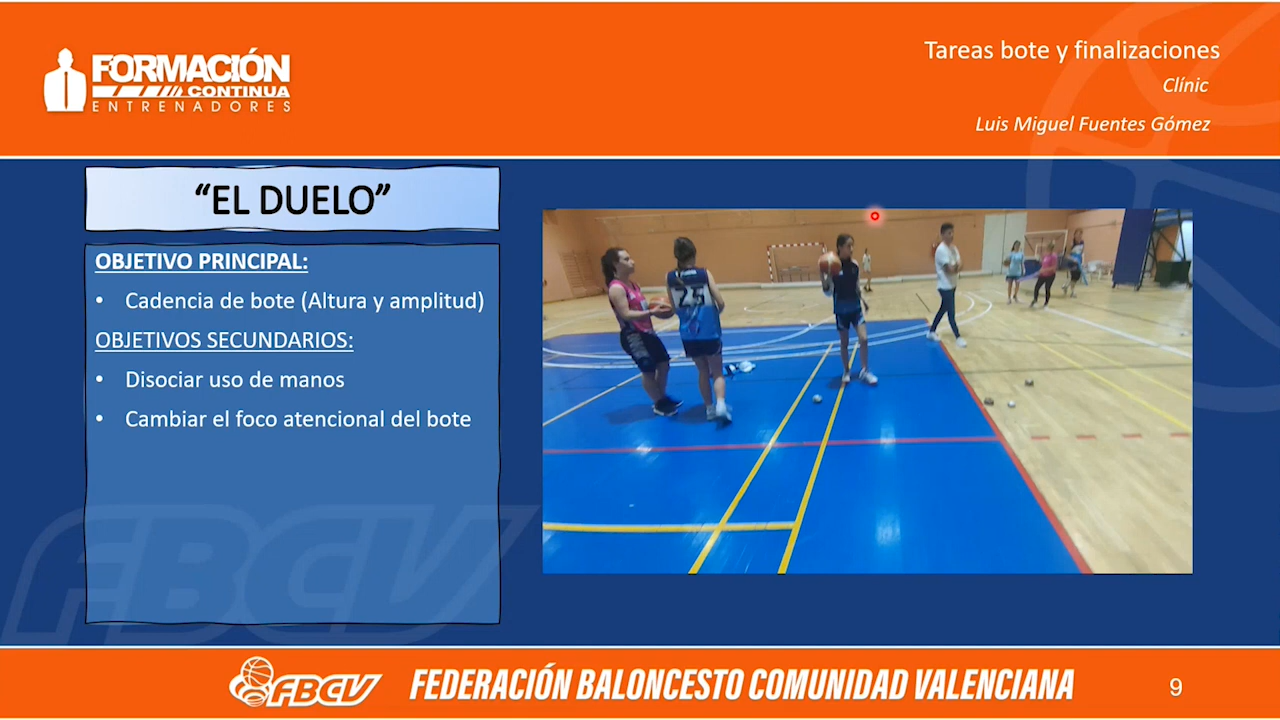 FORMACIÓN
CONTINUA
ENTRENADORES
Tareas bote y finalizaciones
Clínic
Luis Miguel Fuentes Gómez
“EL DUELO”
OBJETIVO PRINCIPAL:
• Cadencia de bote (Altura y amplitud)
OBJETIVOS SECUNDARIOS:
• Disociar uso de manos
• Cambiar el foco atencional del bote
25
FBCV
FBCV
FEDERACIÓN BALONCESTO COMUNIDAD VALENCIANA
9